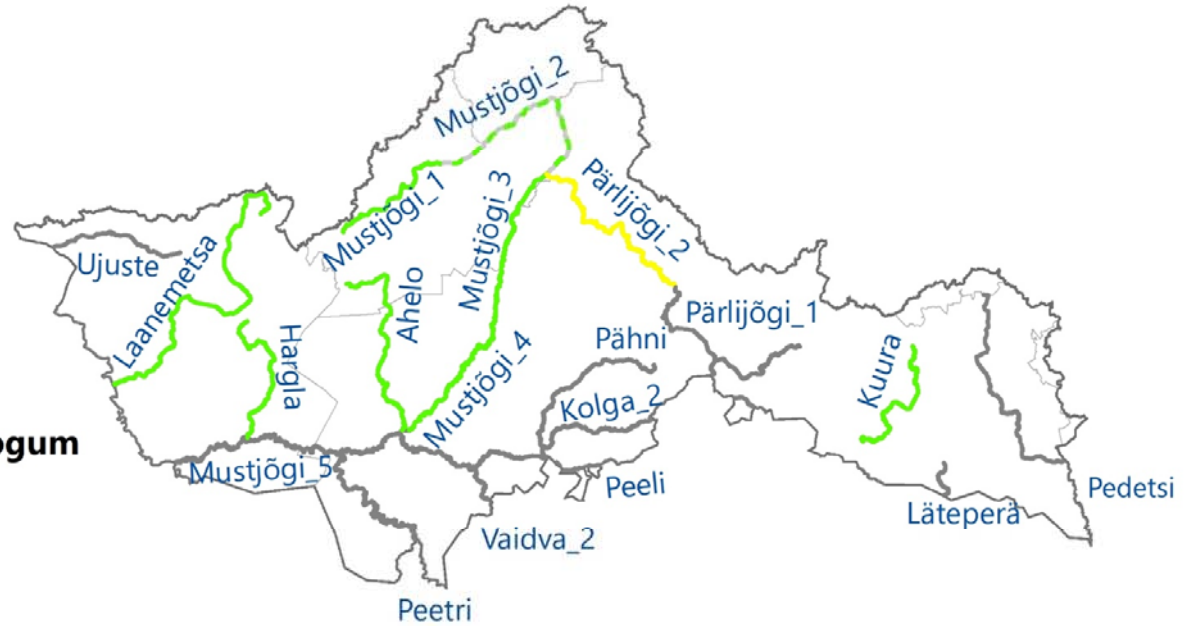 Mustjõgi_2
Mustjõgi_1
Mustjõgi_3
Pärlijõgi_2
Ujuste
Laanemetsa
Ahelo
Pärlijõgi_1
Hargla
Mustjõgi_4
Pähni
Kuura
Kolga_2
ogum
Mustjõgi_5
Peeli
Pedetsi
Läteperä
Vaidva_2
Peetri